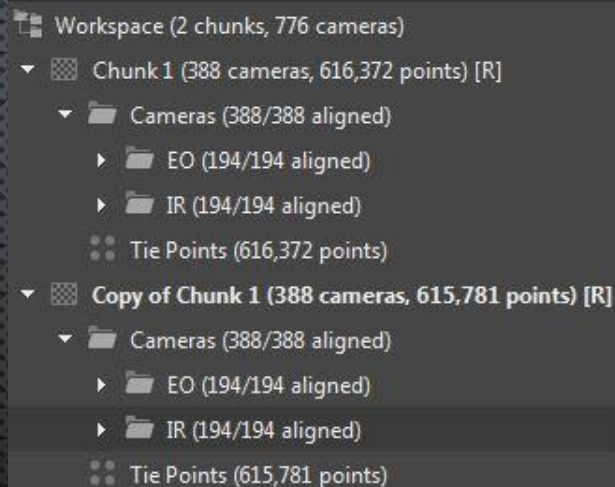 Workspace (2 chunks, 776 cameras)
Chunk 1 (388 cameras, 616,372 points) [R]
Cameras (388/388 aligned)
EO (194/194 aligned)
IR (194/194 aligned)
Tie Points (616,372 points)
Copy of Chunk 1 (388 cameras, 615,781 points) [R]
Cameras (388/388 aligned)
EO (194/194 aligned)
IR (194/194 aligned)
Tie Points (615,781 points)